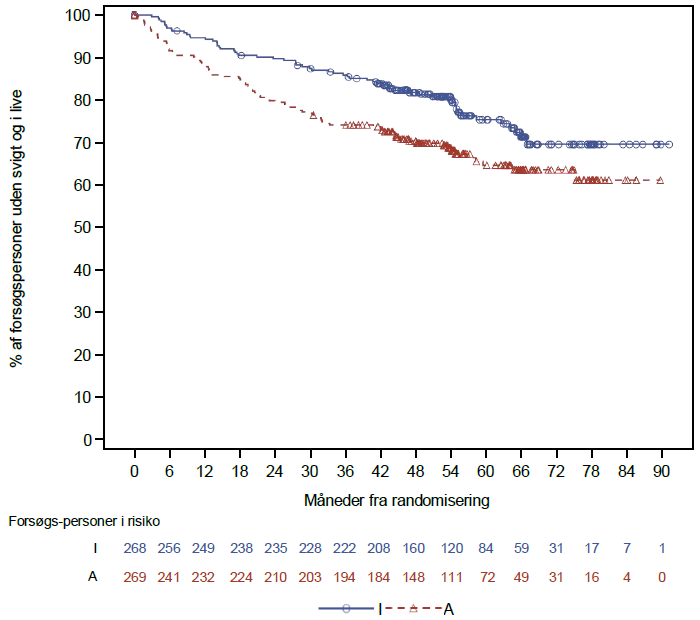 % af forsøgspersoner uden svigt og i live
100
90
80
70
60
50
40
30
20
10
0
0 6 12 18 24 30 36 42 48 54 60 66 72 78 84 90
Måneder fra randomisering
Forsøgs-personer i risiko
I 268 256 249 238 235 228 222 208 160 120 84 59 31 17 7 1
A 269 241 232 224 210 203 194 184 148 111 72 49 31 16 4 0
I A